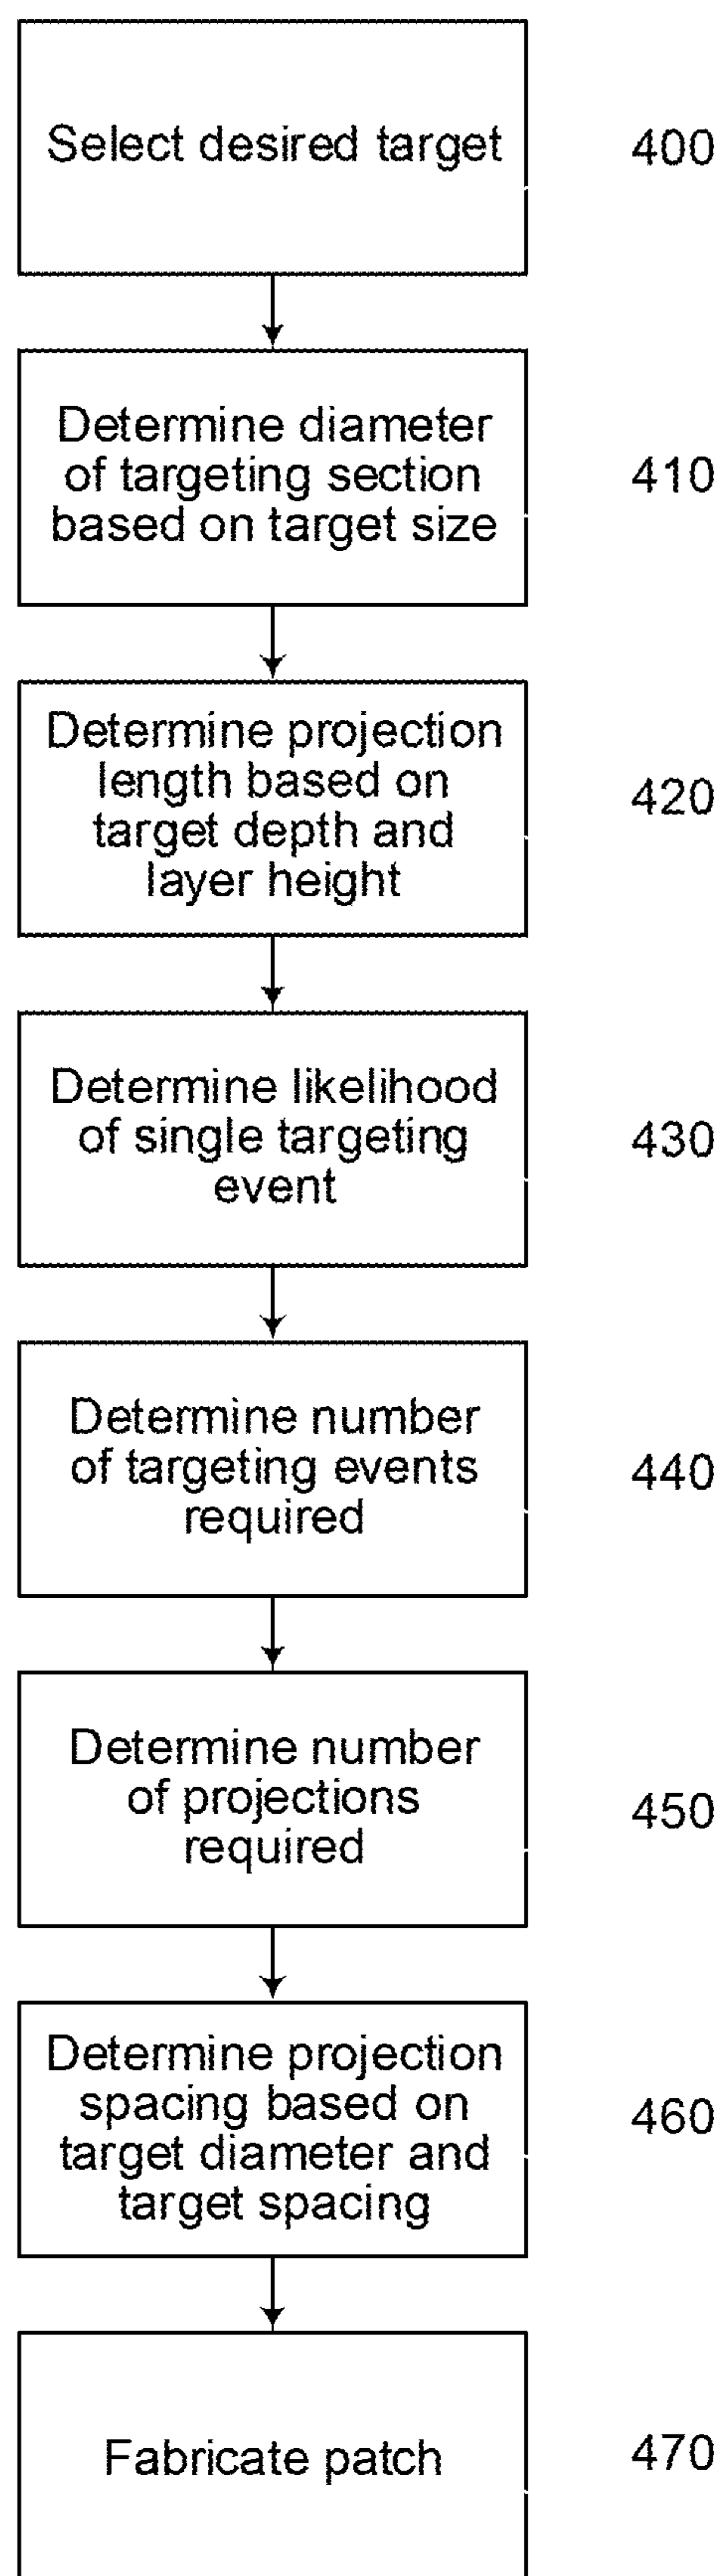 Select desired target
400
Determine diameter
of targeting section
based on target size
410
Determine projection
length based on
target depth and
layer height
420
Determine likelihood
of single targeting
event
430
Determine number
of targeting events
required
440
Determine number
of projections
required
450
Determine projection
spacing based on
target diameter and
target spacing
460
Fabricate patch
470